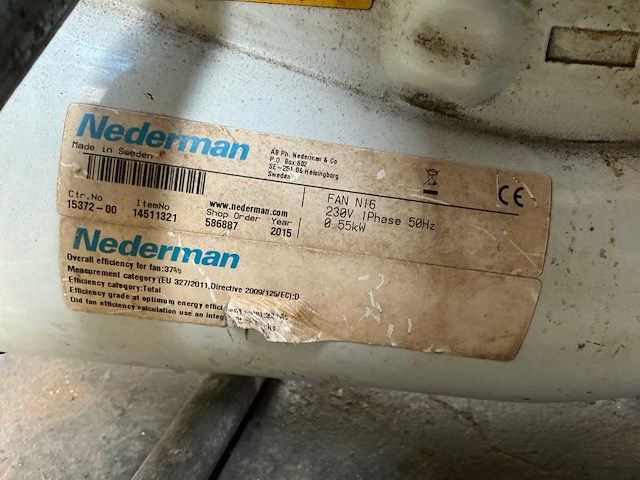 Nederman
Made in Sweden
AB Ph. Nederman & Co
P.O. Box 602
SE-251 06 Helsingborg
Sweden
Ctr.No ItemNo
15372-00 14511321
www.nederman.com
Shop Order Year
586887 2015
FAN N16
230V 1Phase 50Hz
0.55kW
CE
Nederman
Overall efficiency for fan:37%
Measurement category (EU 327/2011,Directive 2009/125/EC):D
Efficiency category:Total
Efficiency grade at optimum energy effici
Did fan efficiency calculation use an integ